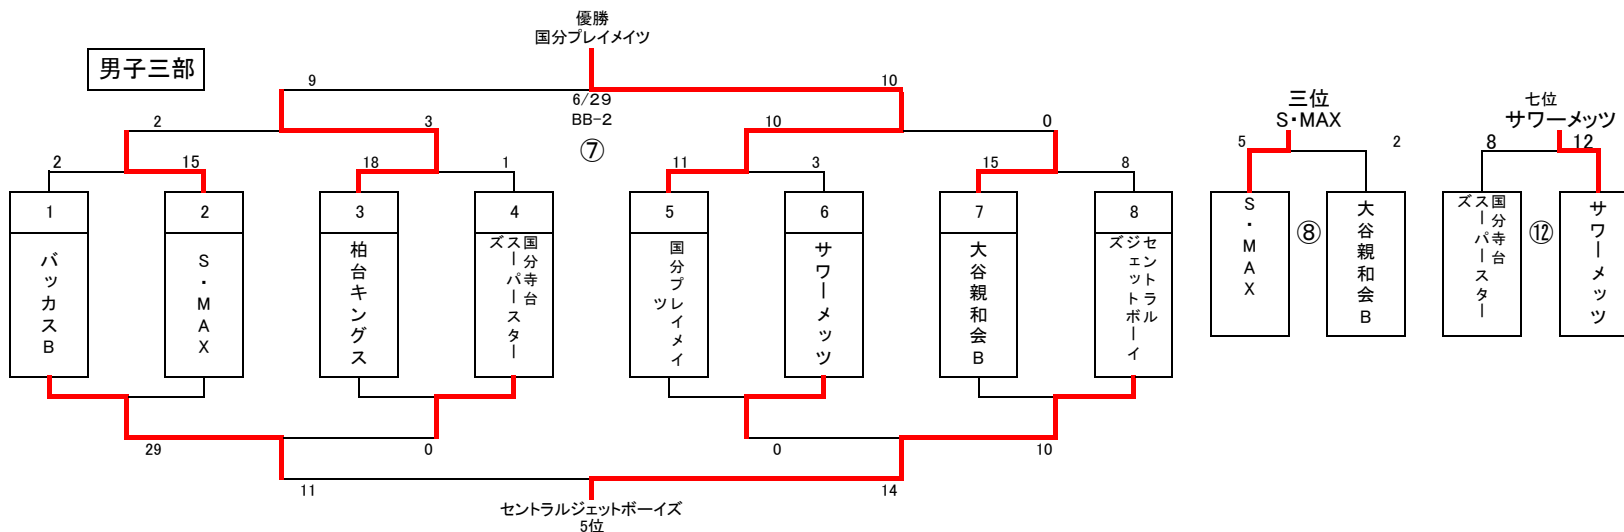 優勝
国分プレイメイツ
男子三部
9
10
6/29
BB-2
⑦
2
3
10
0
2
15
18
1
11
3
15
8
1
2
3
4
5
6
7
8
バッカスB
S・MAX
柏台キングス
国分寺台
スーパースター
ズ
国分プレイメイ
ツ
サワーメッツ
大谷親和会B
セントラル
ジェットボーイ
ズ
29
0
0
10
11
14
セントラルジェットボーイズ
5位
三位
S・MAX
5
2
S・MAX
⑧
大谷親和会B
七位
サワーメッツ
8
12
国分寺台
スーパースター
ズ
⑫
サワーメッツ